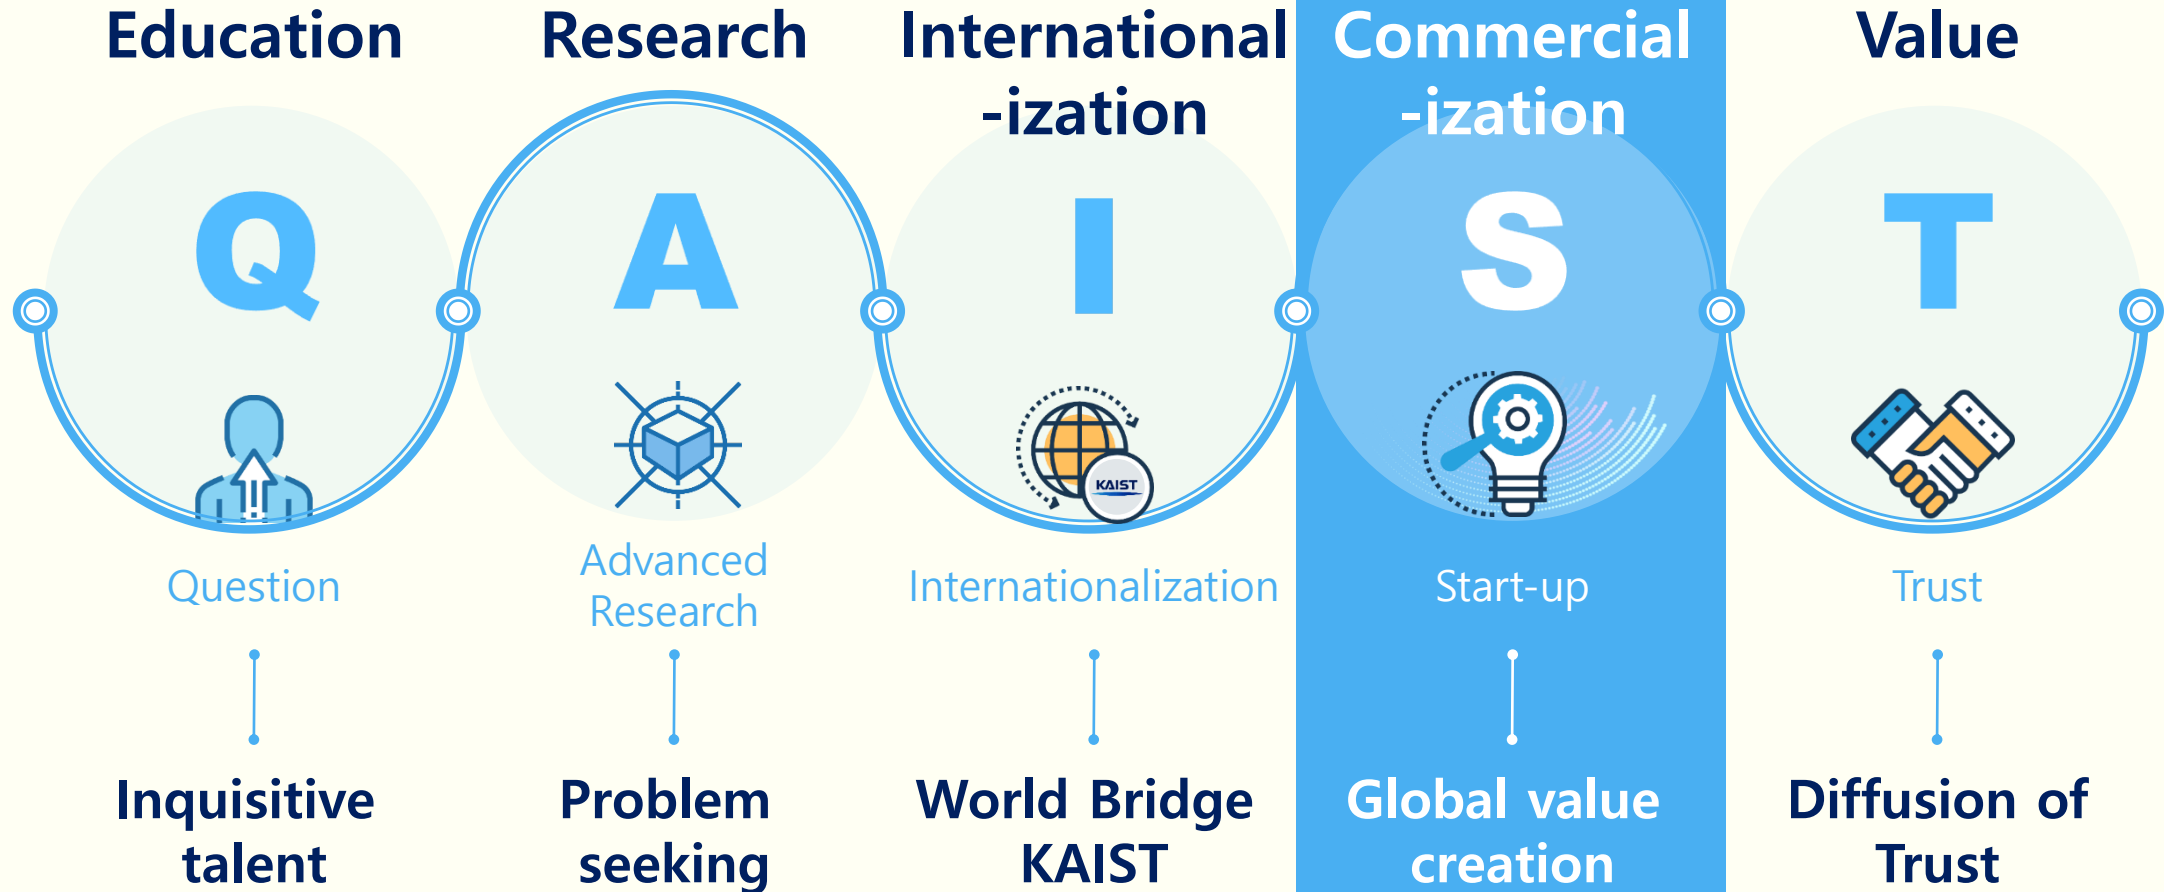 Education
Research
International
-ization
Commercial
-ization
Value
Q
A
I
S
T
KAIST
Question
Advanced
Research
Internationalization
Start-up
Trust
Inquisitive
talent
Problem
seeking
World Bridge
KAIST
Global value
creation
Diffusion of
Trust